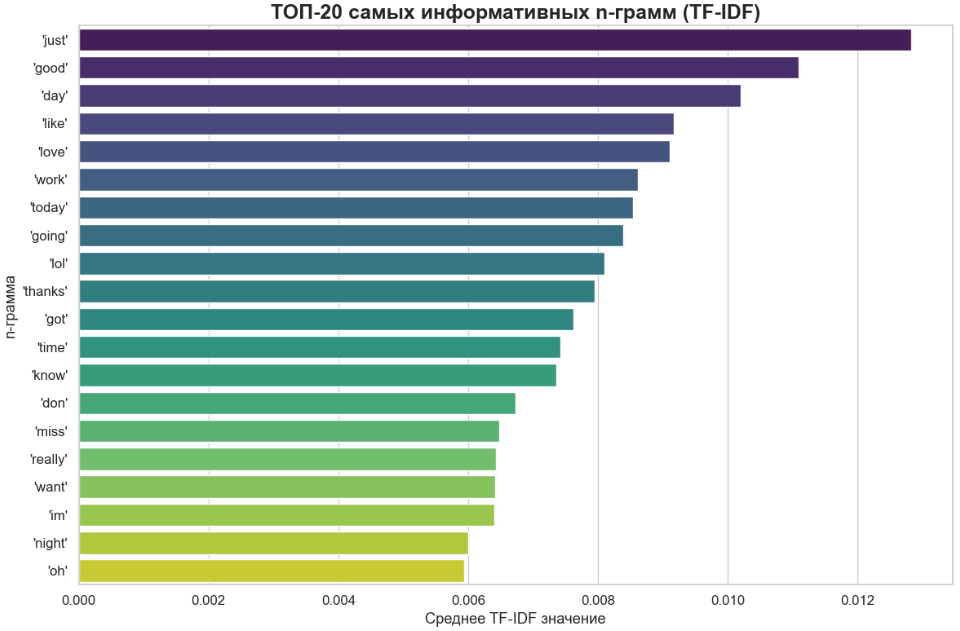 ТОП-20 самых информативных n-грамм (TF-IDF)
'just'
'good'
'day'
'like'
'love'
'work'
'today'
'going'
'lol'
'thanks'
'got'
'time'
'know'
'don'
'miss'
'really'
'want'
'im'
'night'
'oh'
n-грамма
0.000 0.002 0.004 0.006 0.008 0.010 0.012
Среднее TF-IDF значение